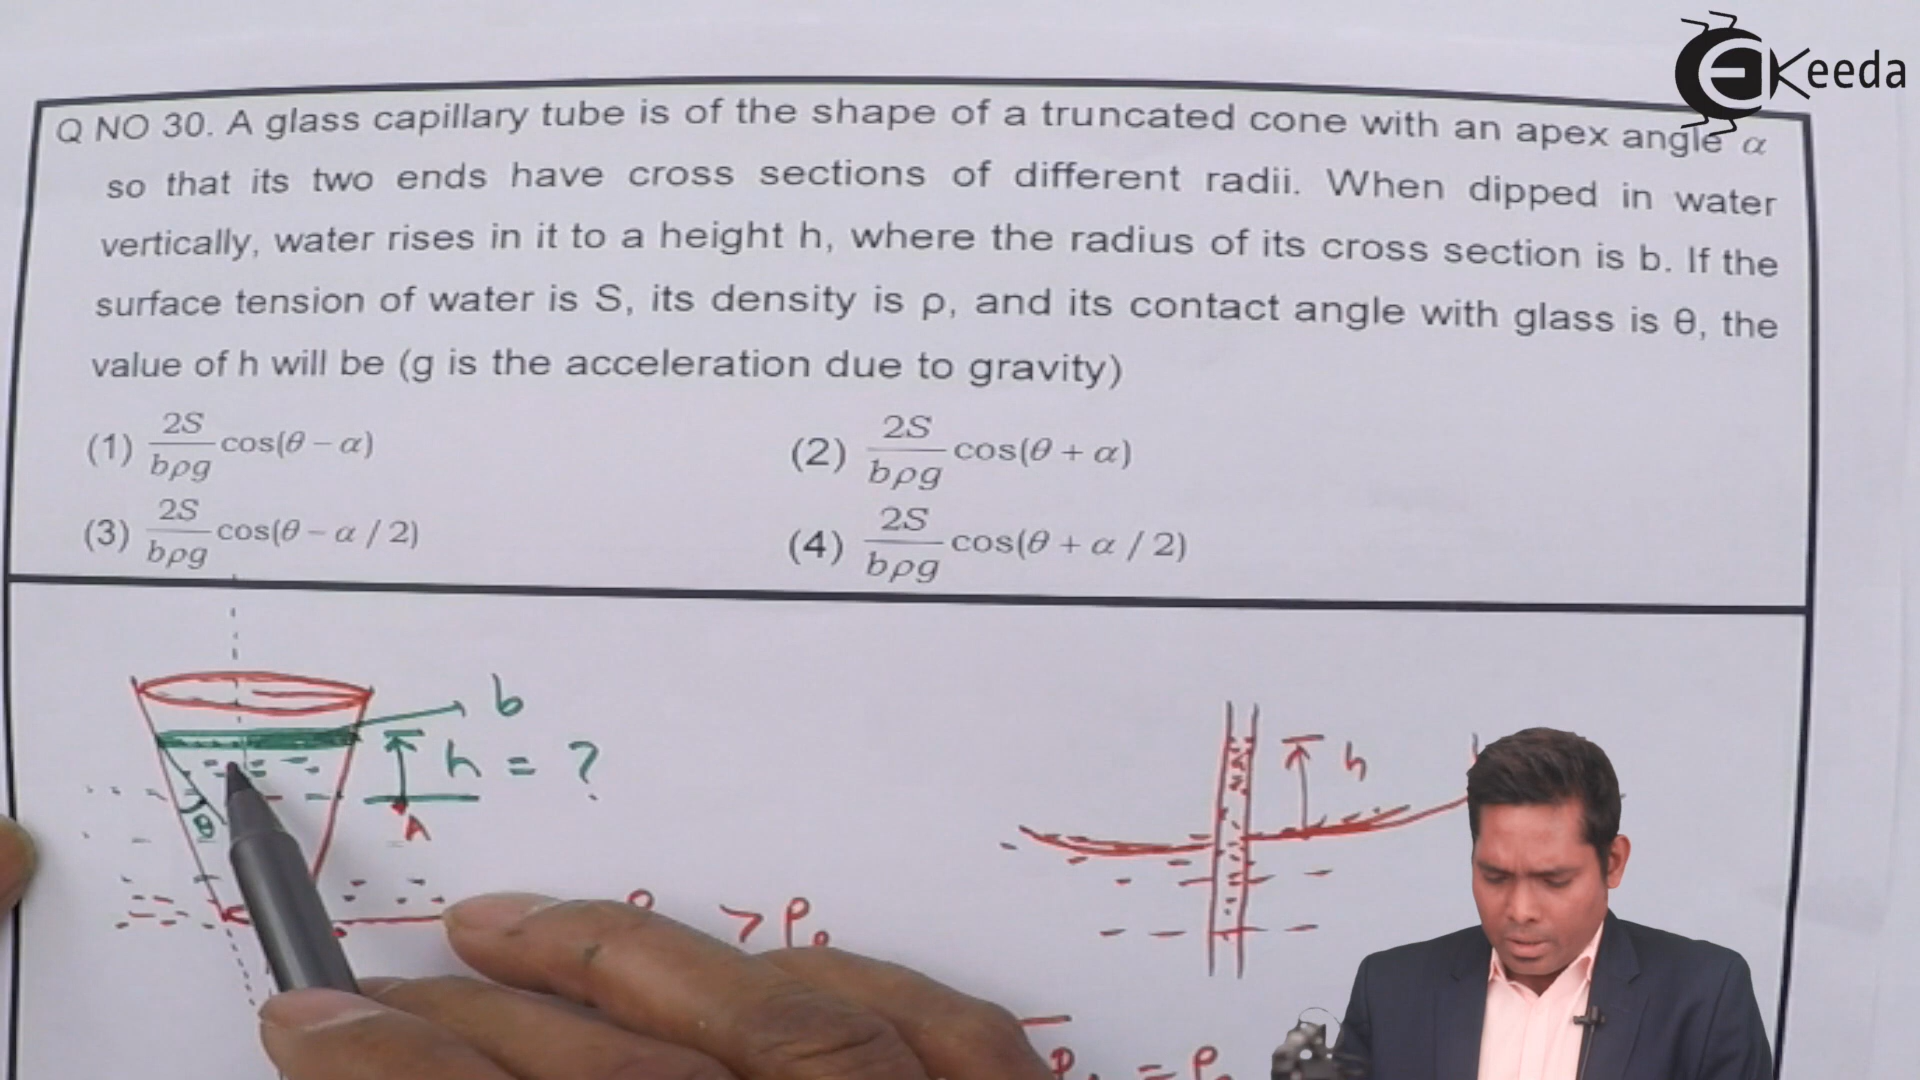 EKeeda
Q NO 30. A glass capillary tube is of the shape of a truncated cone with an apex angle α
so that its two ends have cross sections of different radii. When dipped in water
vertically, water rises in it to a height h, where the radius of its cross section is b. If the
surface tension of water is S, its density is ρ, and its contact angle with glass is θ, the
value of h will be (g is the acceleration due to gravity)
(1) 2S/bρg cos(θ − α) (2) 2S/bρg cos(θ + α)
(3) 2S/bρg cos(θ − α / 2) (4) 2S/bρg cos(θ + α / 2)
b
h = ?
h
θ
A
> P₀
= P